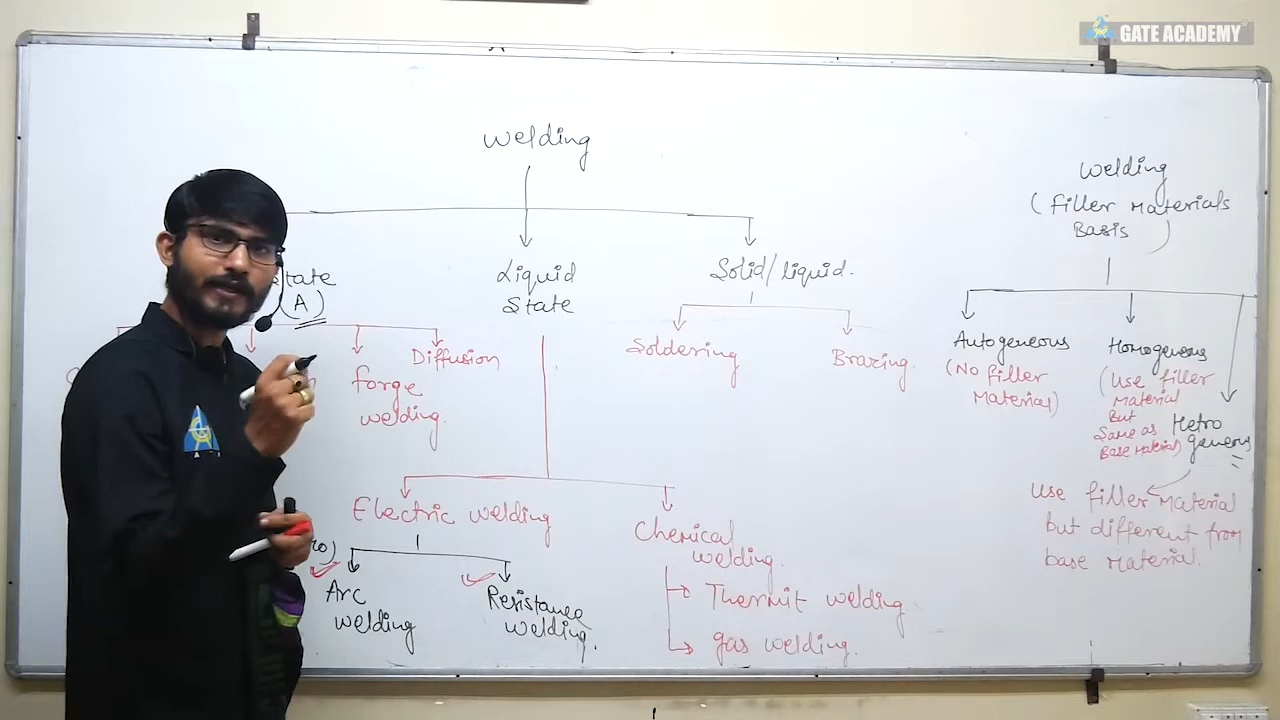 GATE ACADEMY
Welding
State
(A)
Diffusion
forge
welding.
Liquid
State
Solid/liquid.
Soldering
Brazing.
Electric welding
Arc
welding
Resistance
welding.
Chemical
welding.
Thermit welding
gas welding.
Welding
(Filler Materials
Basis)
Autogeneous
(No filler
Material)
Homogeneous
(Use filler
Material
But
Same as
Base Material)
Hetro
geneous
Use filler Material
but different from
base Material.